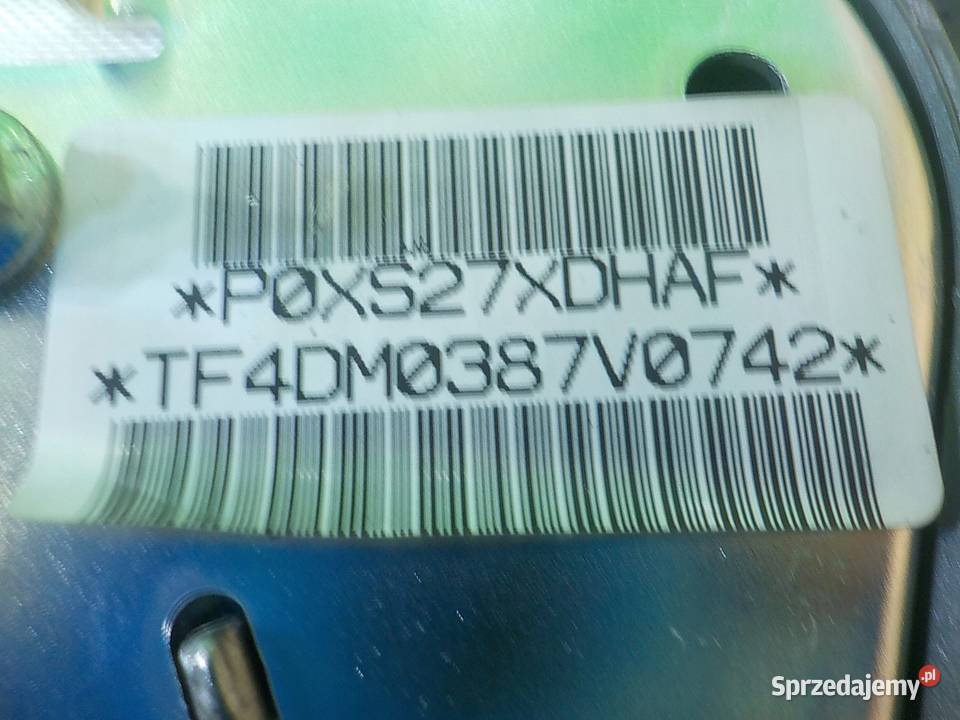 *P0XS27XDHAF*
*TF4DM0387V0742*
Sprzedajemy.pl